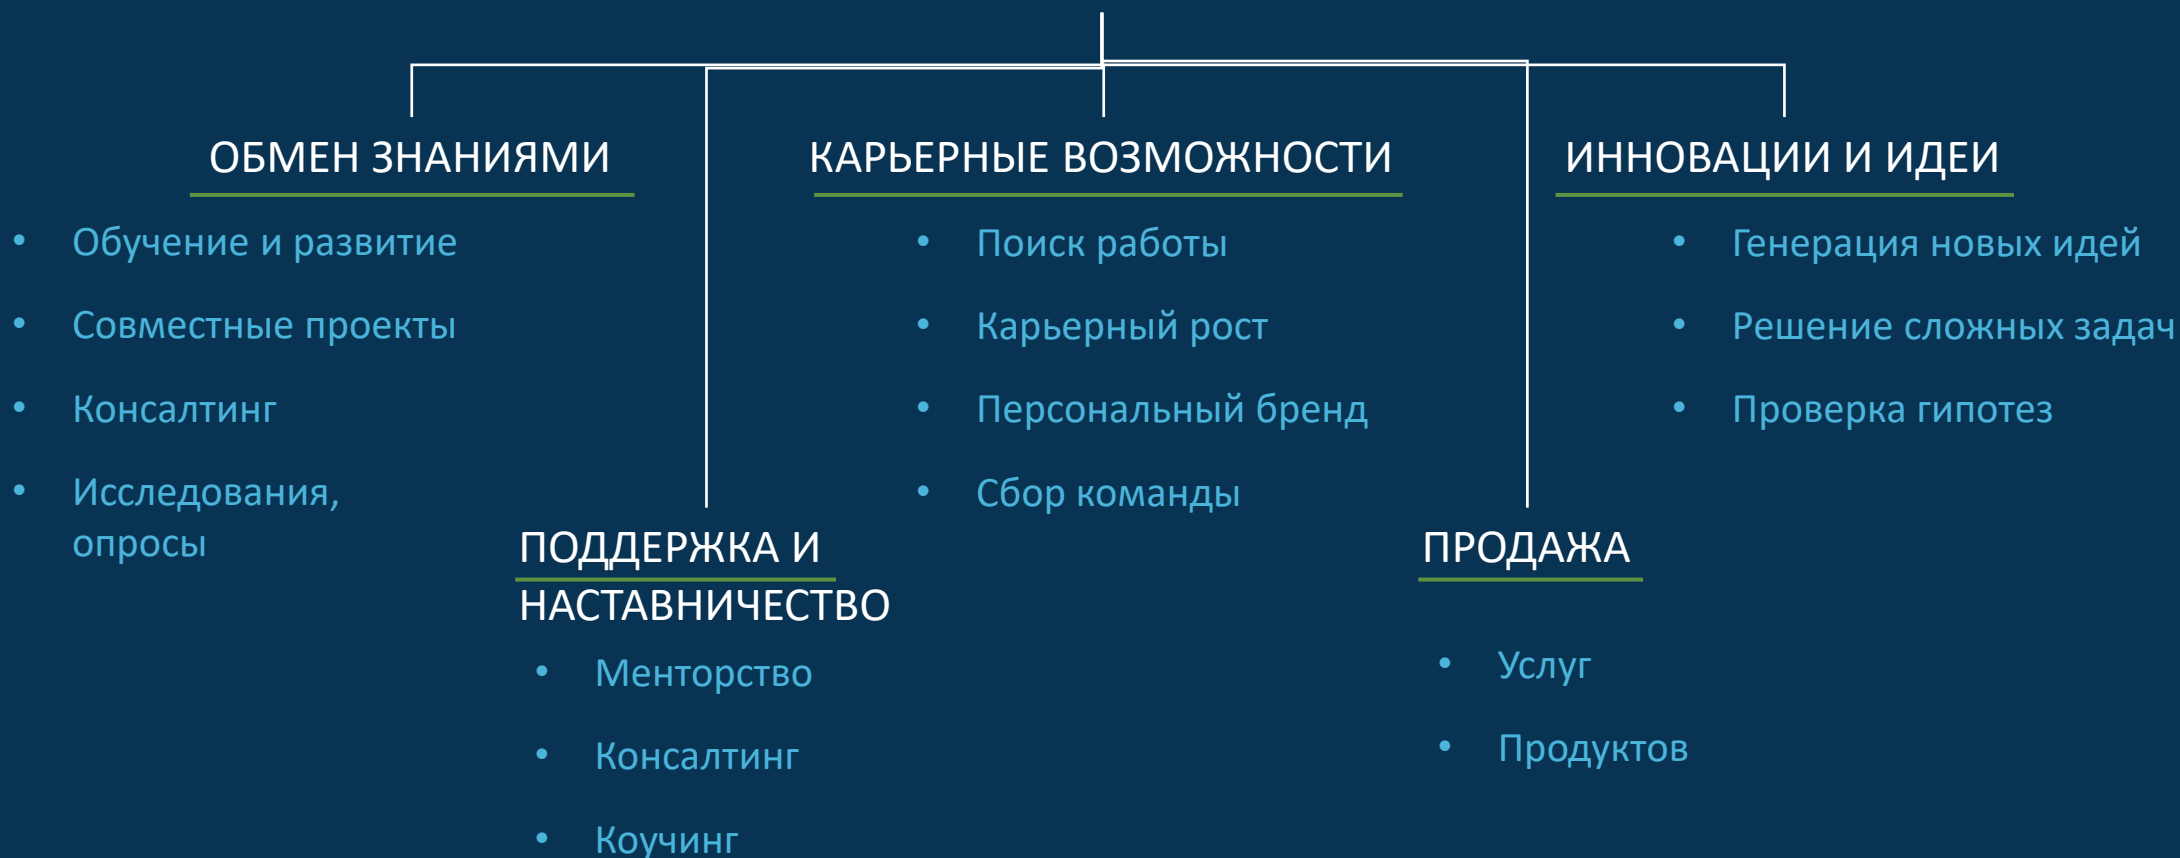 ОБМЕН ЗНАНИЯМИ
• Обучение и развитие
• Совместные проекты
• Консалтинг
• Исследования,
опросы
ПОДДЕРЖКА И
НАСТАВНИЧЕСТВО
• Менторство
• Консалтинг
• Коучинг
КАРЬЕРНЫЕ ВОЗМОЖНОСТИ
• Поиск работы
• Карьерный рост
• Персональный бренд
• Сбор команды
ПРОДАЖА
• Услуг
• Продуктов
ИННОВАЦИИ И ИДЕИ
• Генерация новых идей
• Решение сложных задач
• Проверка гипотез